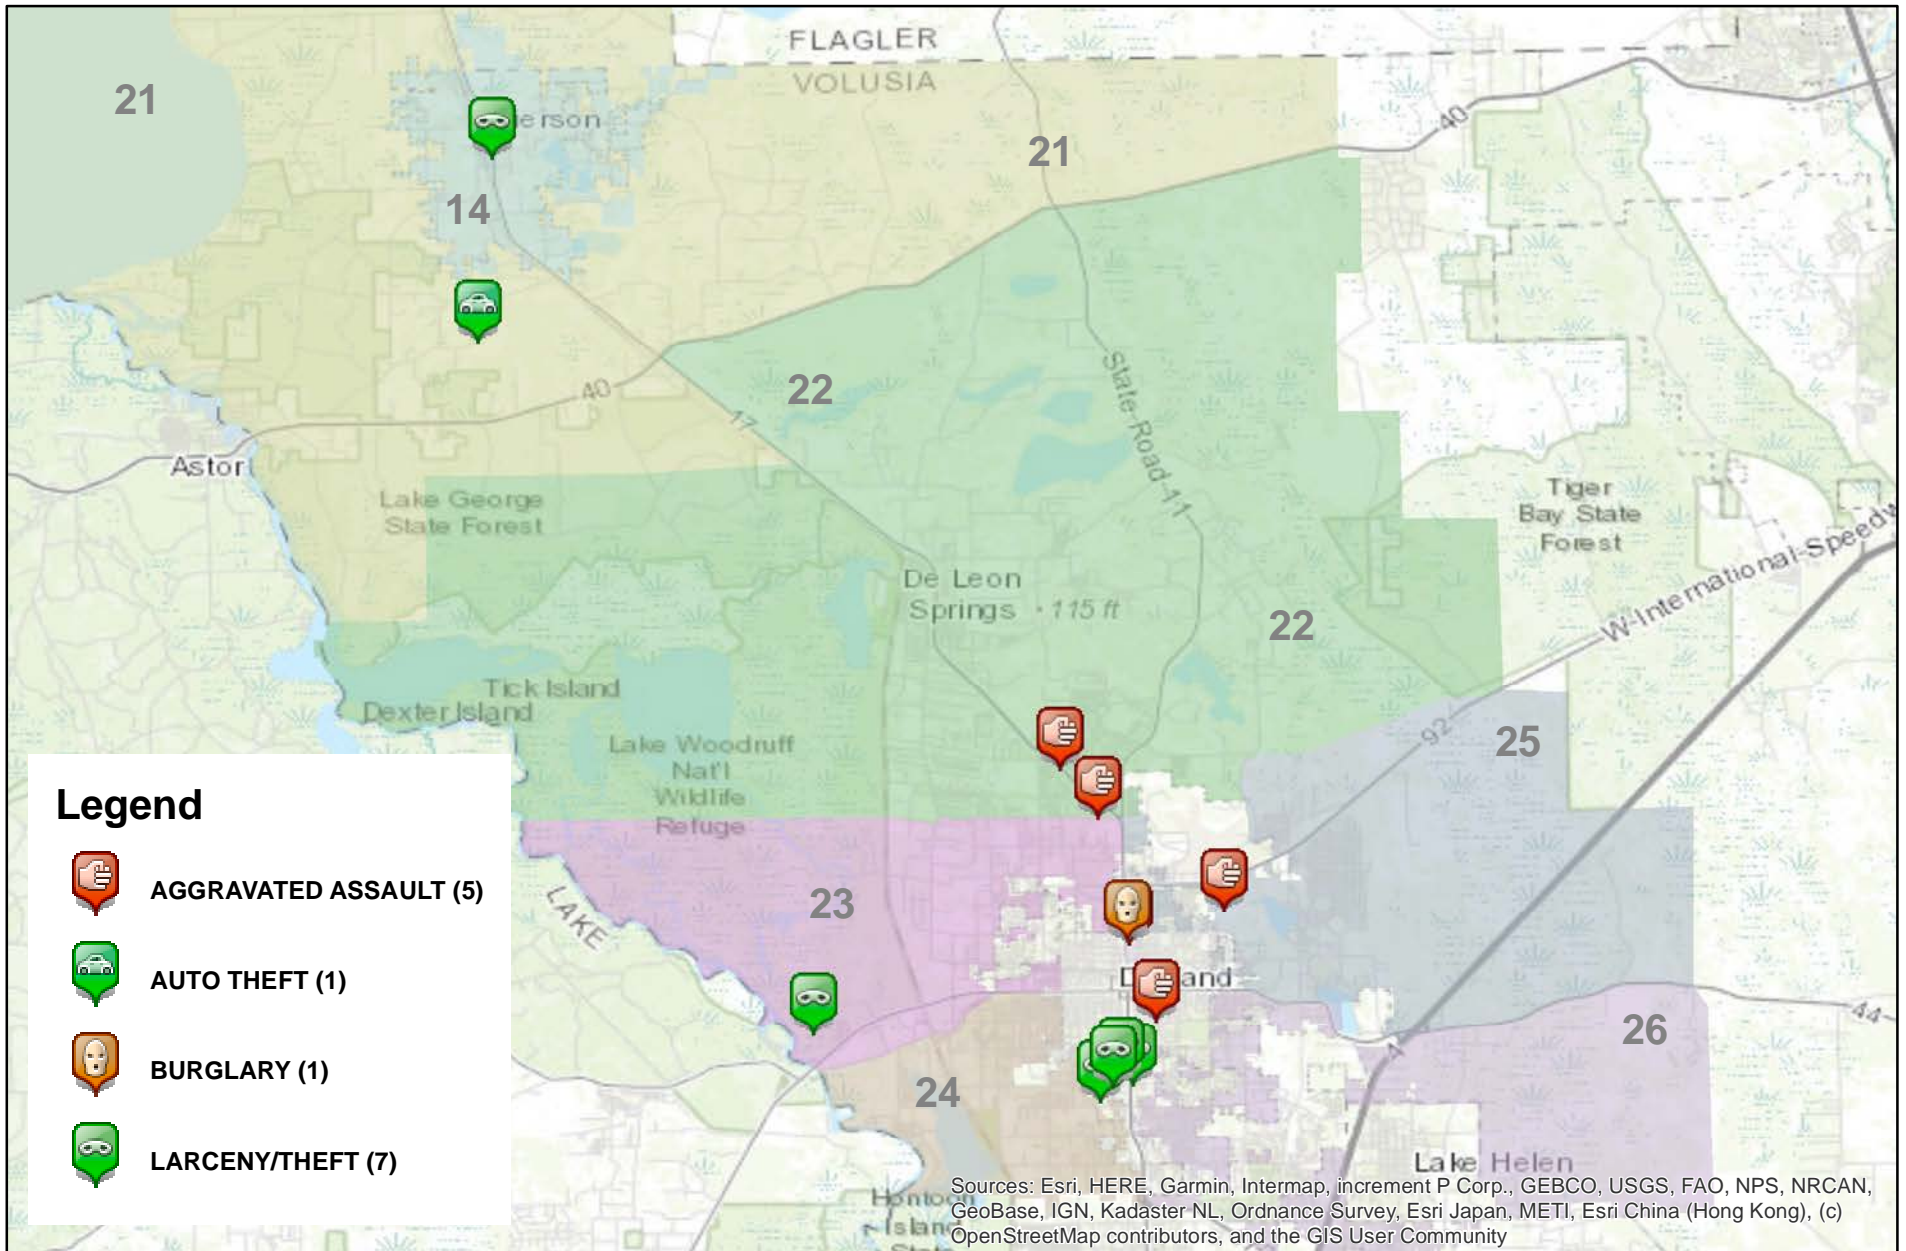 FLAGLER
VOLUSIA
21
erson
40
21
14
22
40
17
State-Road-11
Astor
Lake George
State Forest
Tiger
Bay State
Forest
De Leon
Springs · 115 ft
22
Tick Island
Dexter Island
Lake Woodruff
Nat'l
Wildlife
Refuge
92
25
23
LAKE
and
44
26
4
24
Lake Helen
Hontoon
Island
Legend
AGGRAVATED ASSAULT (5)
AUTO THEFT (1)
BURGLARY (1)
LARCENY/THEFT (7)
Sources: Esri, HERE, Garmin, Intermap, increment P Corp., GEBCO, USGS, FAO, NPS, NRCAN,
GeoBase, IGN, Kadaster NL, Ordnance Survey, Esri Japan, METI, Esri China (Hong Kong), (c)
OpenStreetMap contributors, and the GIS User Community